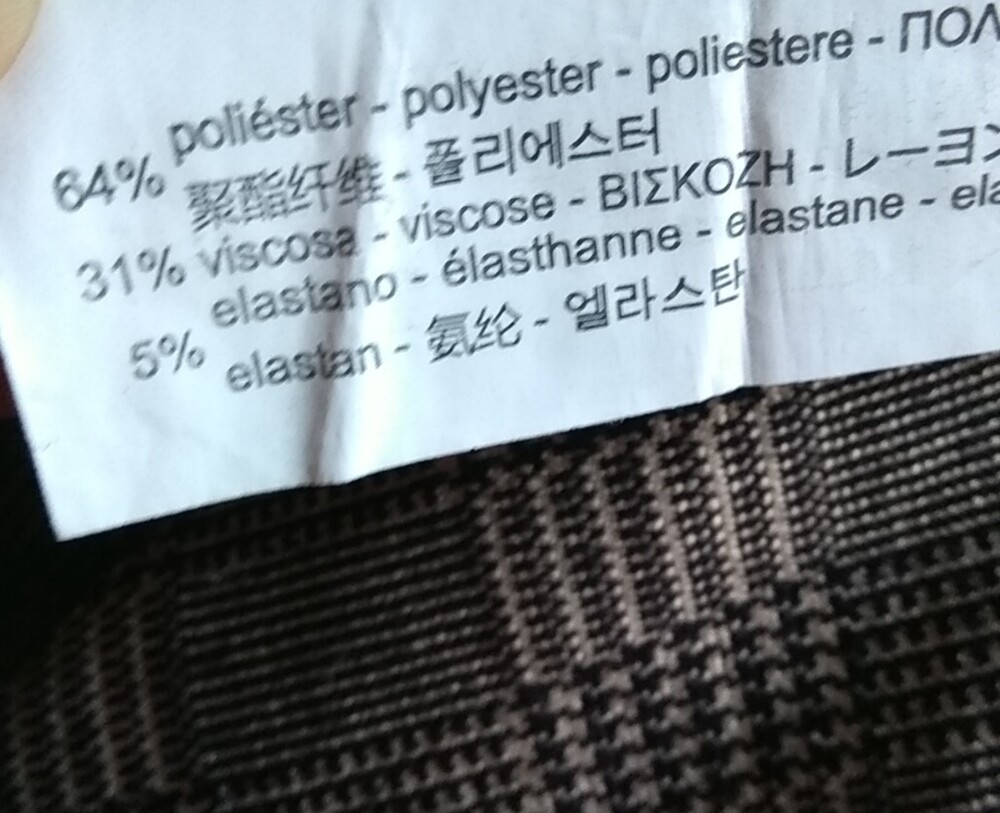 64% poliéster - polyester - poliestere - ΠΟΛ
聚酯纤维 - 폴리에스터
31% viscosa - viscose - ΒΙΣΚΟΖΗ - レーヨン
elastano - élasthanne - elastane - ela
5% elastan - 氨纶 - 엘라스탄